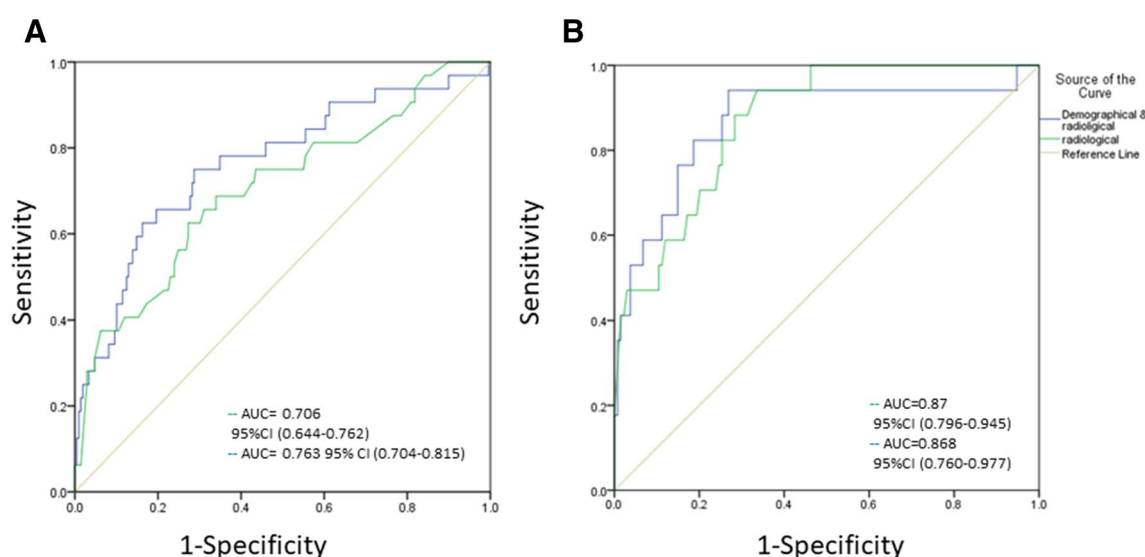 A
1.0
0.8
0.6
0.4
0.2
0.0
Sensitivity
-- AUC= 0.706
95%CI (0.644-0.762)
-- AUC= 0.763 95% CI (0.704-0.815)
0.0 0.2 0.4 0.6 0.8 1.0
1-Specificity
B
1.0
0.8
0.6
0.4
0.2
0.0
Sensitivity
-- AUC=0.87
95%CI (0.796-0.945)
-- AUC=0.868
95%CI (0.760-0.977)
0.0 0.2 0.4 0.6 0.8 1.0
1-Specificity
Source of the
Curve
Demographical &
radioligical
radiological
Reference Line